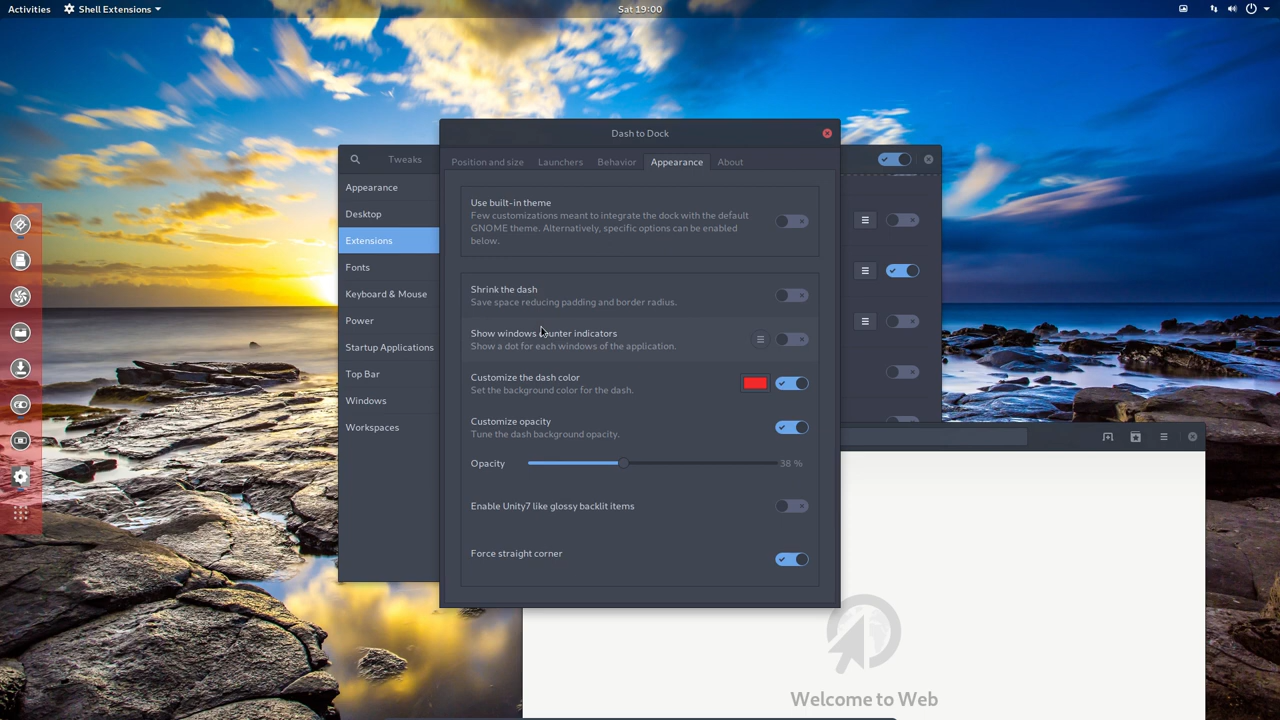 Activities
Shell Extensions
Sat 19:00
Dash to Dock
Tweaks
Position and size
Launchers
Behavior
Appearance
About
Appearance
Desktop
Extensions
Fonts
Keyboard & Mouse
Power
Startup Applications
Top Bar
Windows
Workspaces
Use built-in theme
Few customizations meant to integrate the dock with the default
GNOME theme. Alternatively, specific options can be enabled
below.
Shrink the dash
Save space reducing padding and border radius.
Show windows counter indicators
Show a dot for each windows of the application.
Customize the dash color
Set the background color for the dash.
Customize opacity
Tune the dash background opacity.
Opacity
38 %
Enable Unity7 like glossy backlit items
Force straight corner
Welcome to Web